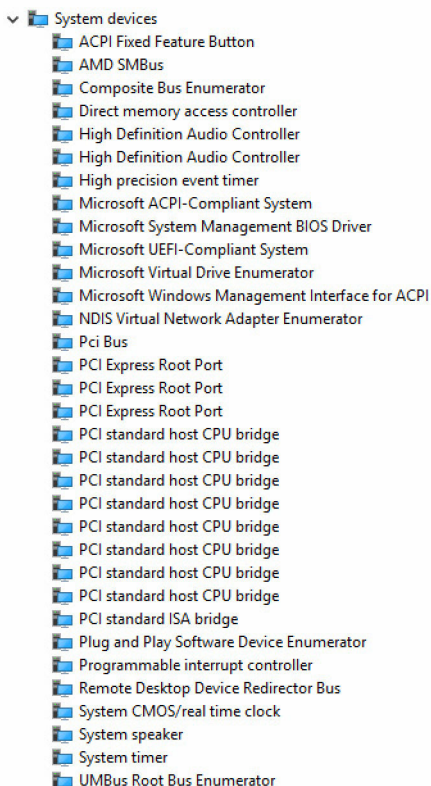 System devices
ACPI Fixed Feature Button
AMD SMBus
Composite Bus Enumerator
Direct memory access controller
High Definition Audio Controller
High Definition Audio Controller
High precision event timer
Microsoft ACPI-Compliant System
Microsoft System Management BIOS Driver
Microsoft UEFI-Compliant System
Microsoft Virtual Drive Enumerator
Microsoft Windows Management Interface for ACPI
NDIS Virtual Network Adapter Enumerator
Pci Bus
PCI Express Root Port
PCI Express Root Port
PCI Express Root Port
PCI standard host CPU bridge
PCI standard host CPU bridge
PCI standard host CPU bridge
PCI standard host CPU bridge
PCI standard host CPU bridge
PCI standard host CPU bridge
PCI standard host CPU bridge
PCI standard host CPU bridge
PCI standard ISA bridge
Plug and Play Software Device Enumerator
Programmable interrupt controller
Remote Desktop Device Redirector Bus
System CMOS/real time clock
System speaker
System timer
UMBus Root Bus Enumerator